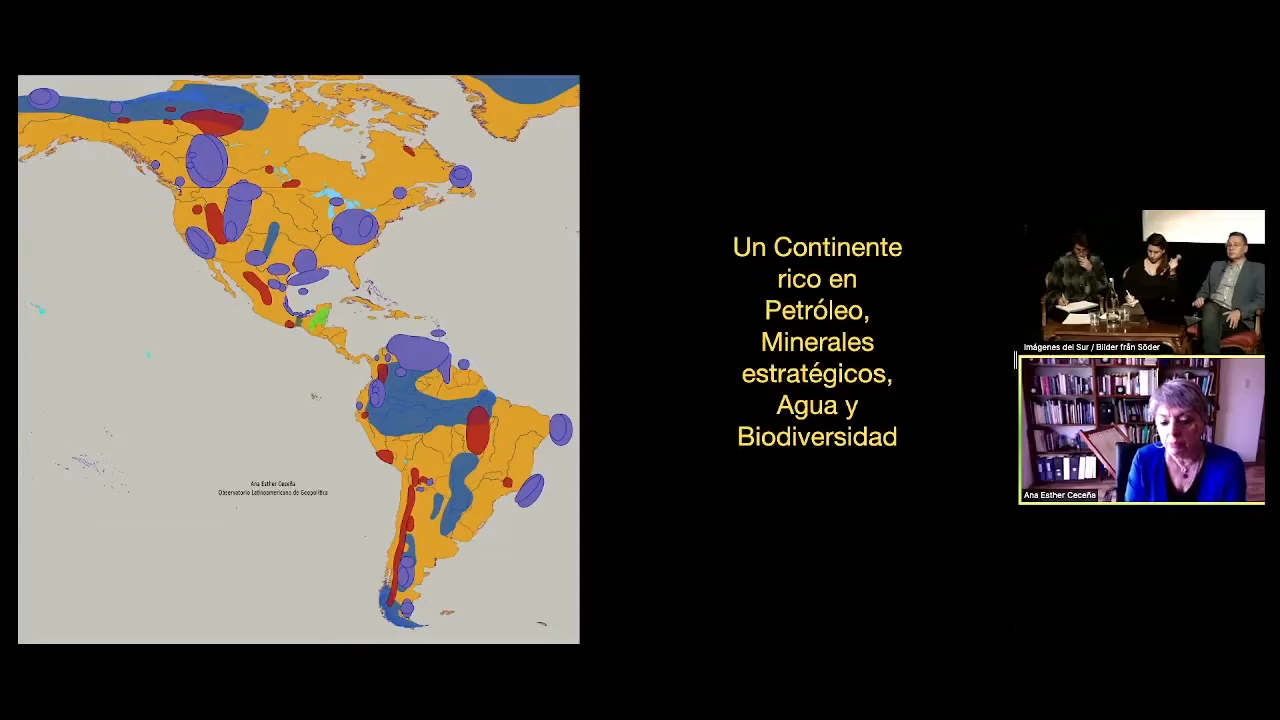 Ana Esther Ceceña
Observatorio Latinoamericano de Geopolítica
Un Continente
rico en
Petróleo,
Minerales
estratégicos,
Agua y
Biodiversidad
Imágenes del Sur / Bilder från Söder
Ana Esther Ceceña